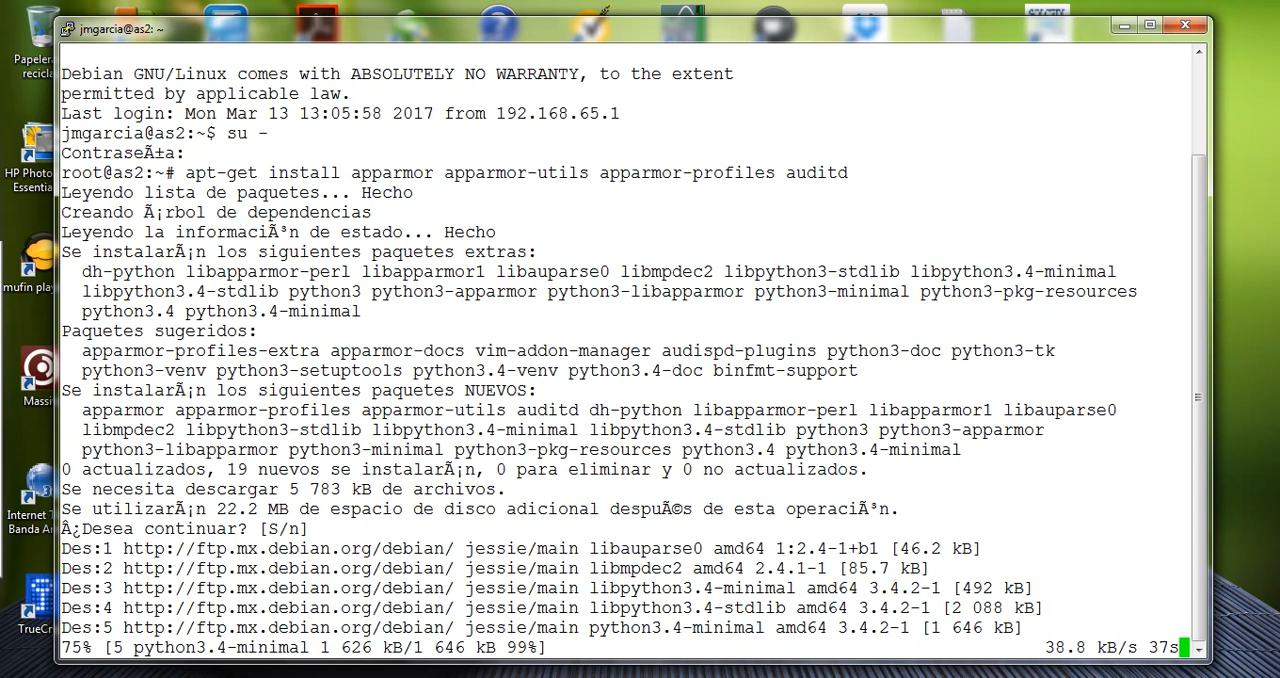 jmgarcia@as2: ~
Debian GNU/Linux comes with ABSOLUTELY NO WARRANTY, to the extent
permitted by applicable law.
Last login: Mon Mar 13 13:05:58 2017 from 192.168.65.1
jmgarcia@as2:~$ su -
ContraseÃ±a:
root@as2:~# apt-get install apparmor apparmor-utils apparmor-profiles auditd
Leyendo lista de paquetes... Hecho
Creando Ã¡rbol de dependencias
Leyendo la informaciÃ³n de estado... Hecho
Se instalarÃ¡n los siguientes paquetes extras:
dh-python libapparmor-perl libapparmor1 libauparse0 libmpdec2 libpython3-stdlib libpython3.4-minimal
libpython3.4-stdlib python3 python3-apparmor python3-libapparmor python3-minimal python3-pkg-resources
python3.4 python3.4-minimal
Paquetes sugeridos:
apparmor-profiles-extra apparmor-docs vim-addon-manager audispd-plugins python3-doc python3-tk
python3-venv python3-setuptools python3.4-venv python3.4-doc binfmt-support
Se instalarÃ¡n los siguientes paquetes NUEVOS:
apparmor apparmor-profiles apparmor-utils auditd dh-python libapparmor-perl libapparmor1 libauparse0
libmpdec2 libpython3-stdlib libpython3.4-minimal libpython3.4-stdlib python3 python3-apparmor
python3-libapparmor python3-minimal python3-pkg-resources python3.4 python3.4-minimal
0 actualizados, 19 nuevos se instalarÃ¡n, 0 para eliminar y 0 no actualizados.
Se necesita descargar 5 783 kB de archivos.
Se utilizarÃ¡n 22.2 MB de espacio de disco adicional despuÃ©s de esta operaciÃ³n.
Â¿Desea continuar? [S/n]
Des:1 http://ftp.mx.debian.org/debian/ jessie/main libauparse0 amd64 1:2.4-1+b1 [46.2 kB]
Des:2 http://ftp.mx.debian.org/debian/ jessie/main libmpdec2 amd64 2.4.1-1 [85.7 kB]
Des:3 http://ftp.mx.debian.org/debian/ jessie/main libpython3.4-minimal amd64 3.4.2-1 [492 kB]
Des:4 http://ftp.mx.debian.org/debian/ jessie/main libpython3.4-stdlib amd64 3.4.2-1 [2 088 kB]
Des:5 http://ftp.mx.debian.org/debian/ jessie/main python3.4-minimal amd64 3.4.2-1 [1 646 kB]
75% [5 python3.4-minimal 1 626 kB/1 646 kB 99%] 38.8 kB/s 37s
Papelera
recicla
HP Photo
Essentia
mufin play
Massi
Internet T
Banda An
TrueCr